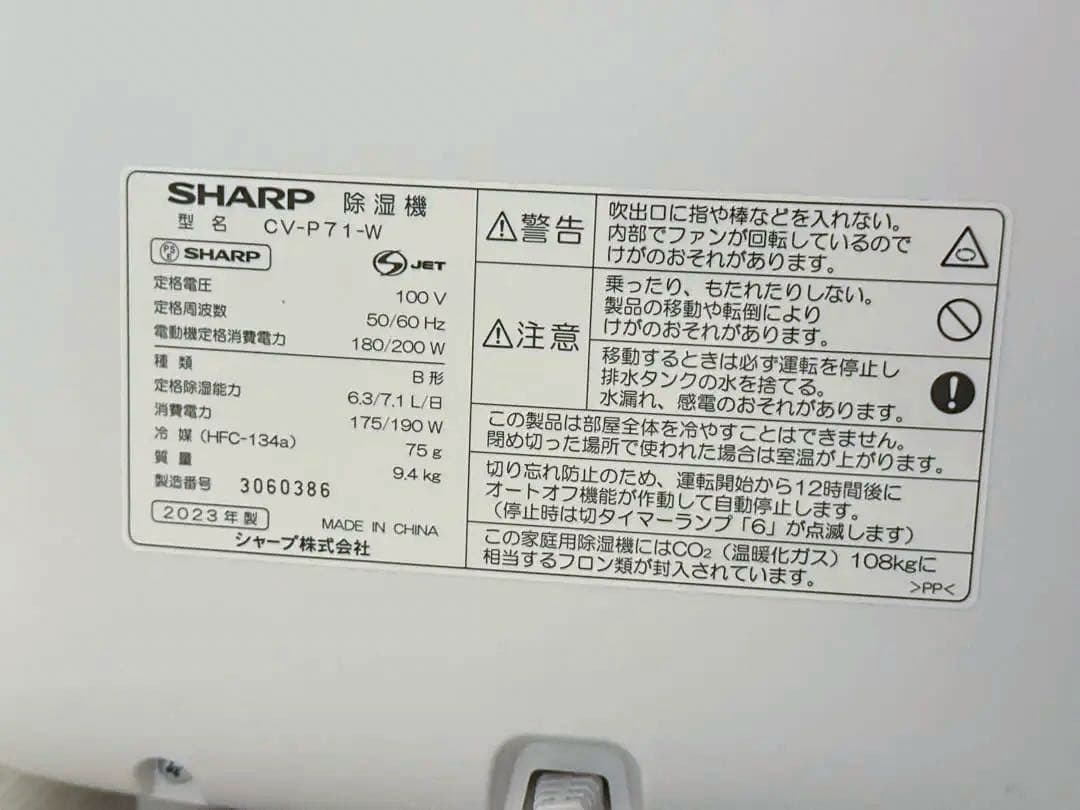 SHARP 除湿機
型名 CV-P71-W
PS E SHARP
S JET
定格電圧 100 V
定格周波数 50/60 Hz
電動機定格消費電力 180/200 W
種類 B形
定格除湿能力 6.3/7.1 L/日
消費電力 175/190 W
冷媒 (HFC-134a) 75 g
質量 9.4 kg
製造番号 3060386
2023年製 MADE IN CHINA
シャープ株式会社
⚠警告
吹出口に指や棒などを入れない。
内部でファンが回転しているので
けがのおそれがあります。
⚠注意
乗ったり、もたれたりしない。
製品の移動や転倒により
けがのおそれがあります。
移動するときは必ず運転を停止し
排水タンクの水を捨てる。
水漏れ、感電のおそれがあります。
この製品は部屋全体を冷やすことはできません。
閉め切った場所で使われた場合は室温が上がります。
切り忘れ防止のため、運転開始から12時間後に
オートオフ機能が作動して自動停止します。
(停止時は切タイマーランプ「6」が点滅します)
この家庭用除湿機にはCO₂(温暖化ガス)108kgに
相当するフロン類が封入されています。
>PP<